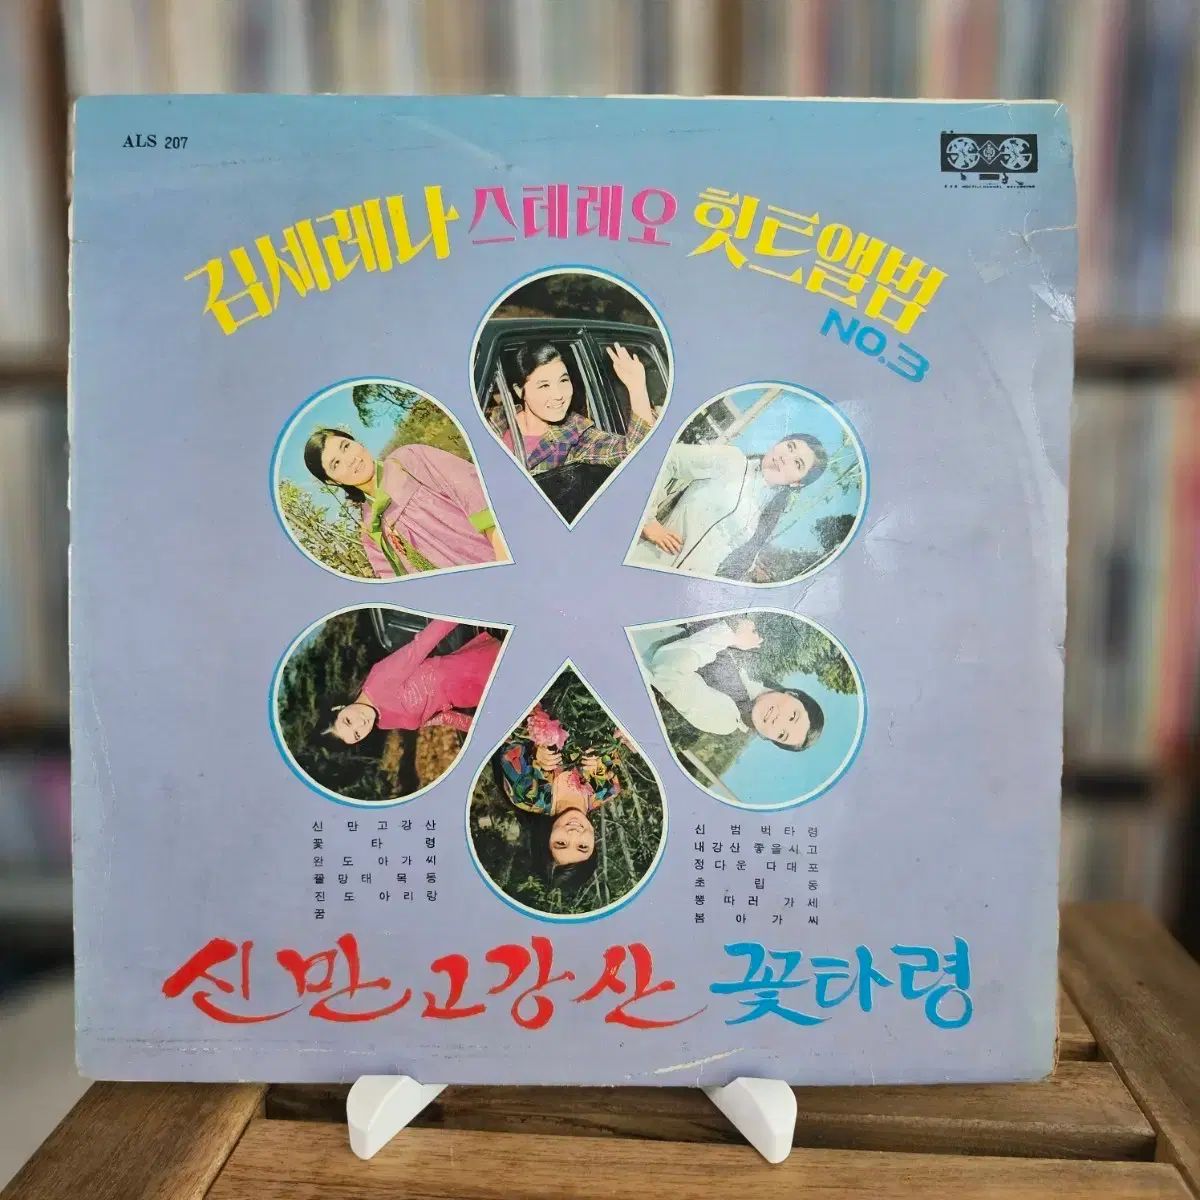 ALS 207
김세레나 스테레오 힛트앨범
NO.3
신만고강산
꽃타령
완도아가씨
꼴망태 목동
진도아리랑
꿈
신범벅타령
내강산 좋을시고
정다운 다대포
초립동
뽕따러 가세
봄아가씨
신만고강산 꽃타령